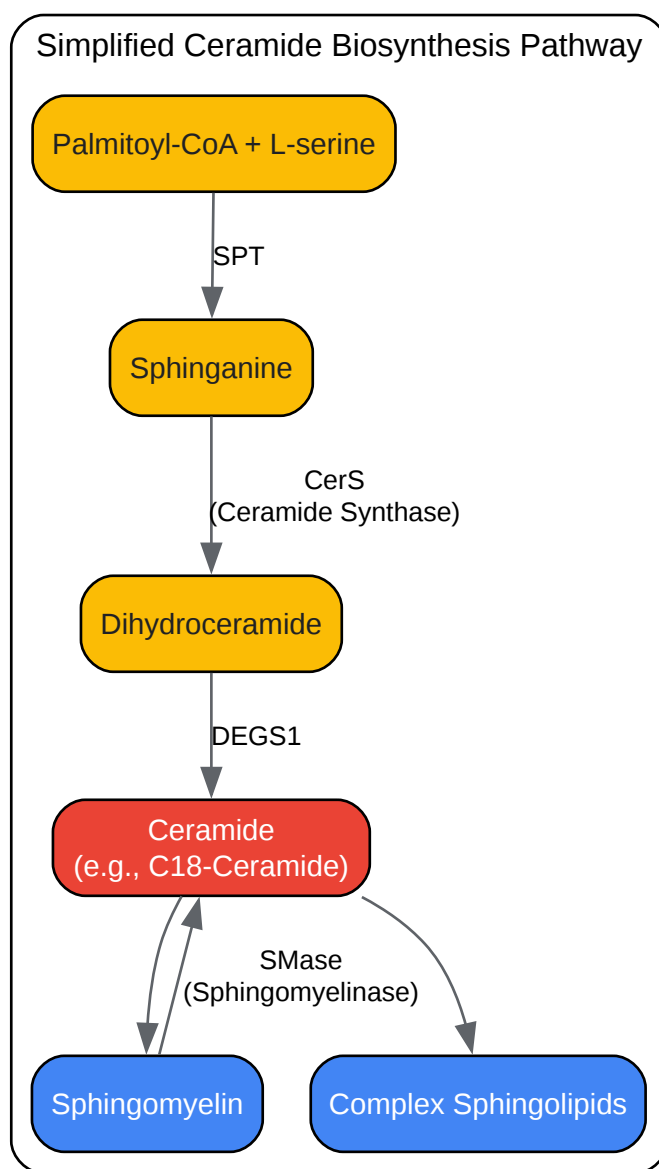 Simplified Ceramide Biosynthesis Pathway
Palmitoyl-CoA + L-serine
SPT
Sphinganine
CerS
(Ceramide Synthase)
Dihydroceramide
DEGS1
Ceramide
(e.g., C18-Ceramide)
SMase
(Sphingomyelinase)
Sphingomyelin
Complex Sphingolipids